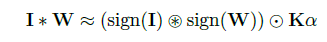 I ∗ W ≈ (sign(I) ⊛ sign(W)) ⊙ Kα